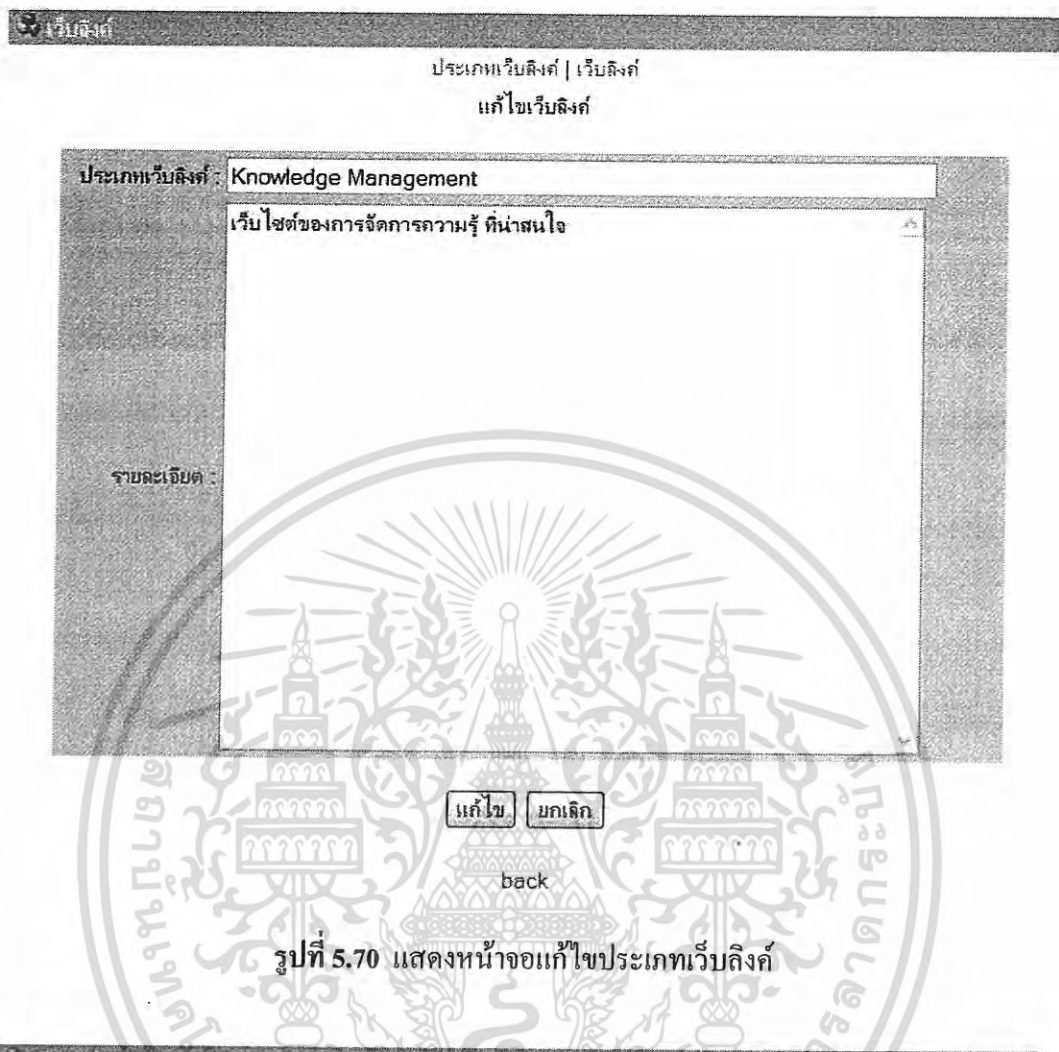 เว็บลิงค์
ประเภทเว็บลิงค์ | เว็บลิงค์
แก้ไขเว็บลิงค์
ประเภทเว็บลิงค์ : Knowledge Management
เว็บไซต์ของการจัดการความรู้ ที่น่าสนใจ
รายละเอียด :
แก้ไข ยกเลิก
back
รูปที่ 5.70 แสดงหน้าจอแก้ไขประเภทเว็บลิงค์